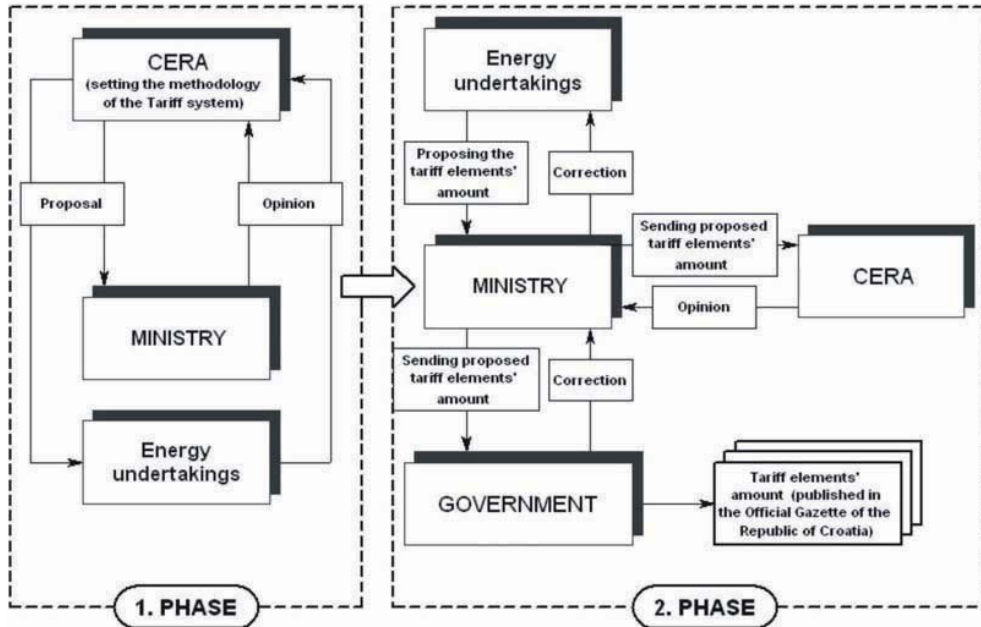 CERA
(setting the methodology
of the Tariff system)
Proposal
Opinion
MINISTRY
Energy
undertakings
1. PHASE
Energy
undertakings
Proposing the
tariff elements'
amount
Correction
MINISTRY
Sending proposed
tariff elements'
amount
CERA
Opinion
Sending proposed
tariff elements'
amount
Correction
GOVERNMENT
Tariff elements'
amount (published in
the Official Gazette of the
Republic of Croatia)
2. PHASE